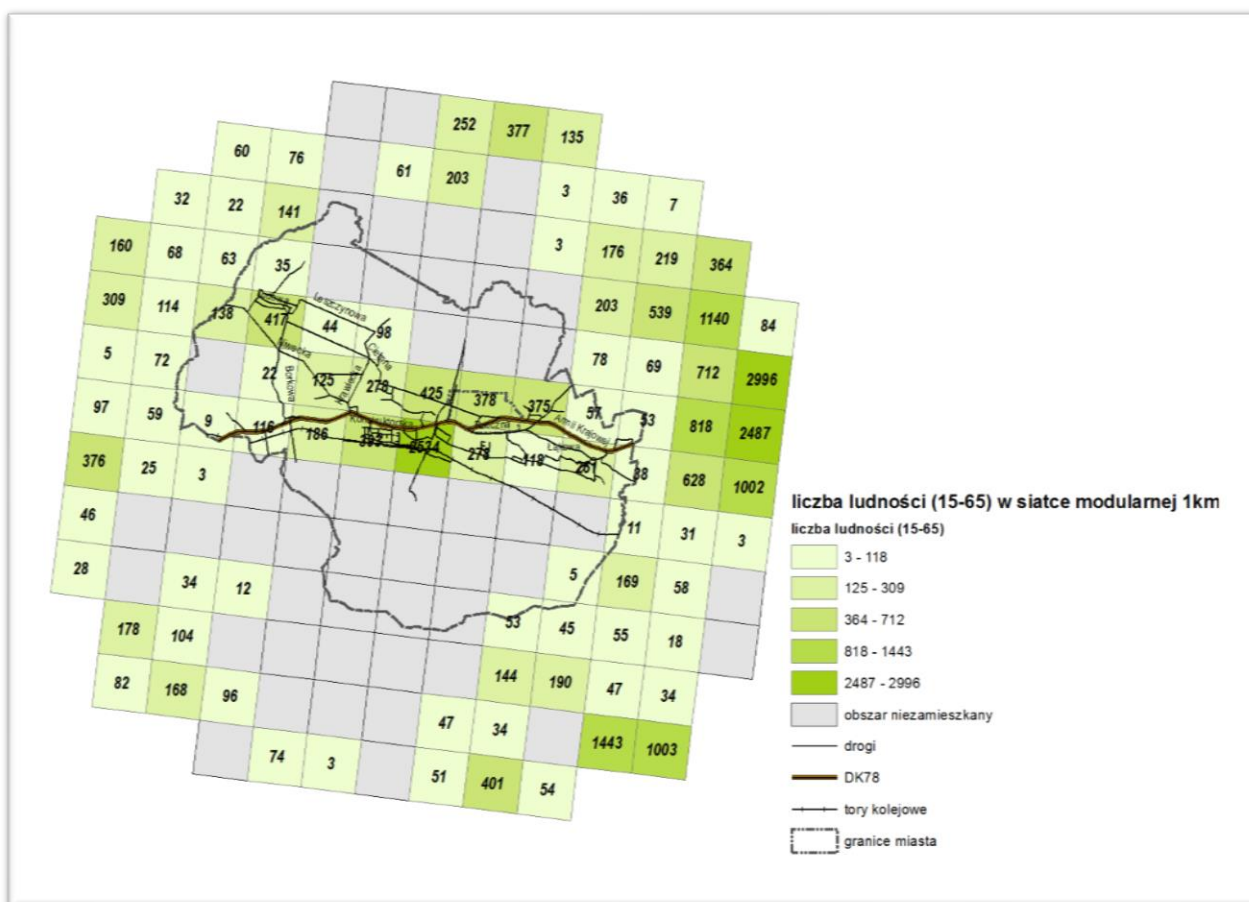 252 377 135
60 76 61 203 3 36 7
32 22 141 3 176 219 364
160 68 63 35 203 539 1140 84
Leszczynowa
309 114 138 417 44 98 78 69 712 2996
Borkowa
5 72 22 125 278 425 378 375 57 53 818 2487
Armii Krajowej
97 59 9 116 186 2534 278 118 261 38 628 1002
Łąkowa
376 25 3 11 31 3
46 5 169 58
28 34 12 53 45 55 18
178 104 144 190 47 34
82 168 96 47 34 1443 1003
74 3 51 401 54
liczba ludności (15-65) w siatce modularnej 1km
liczba ludności (15-65)
3 - 118
125 - 309
364 - 712
818 - 1443
2487 - 2996
obszar niezamieszkany
drogi
DK78
tory kolejowe
granice miasta